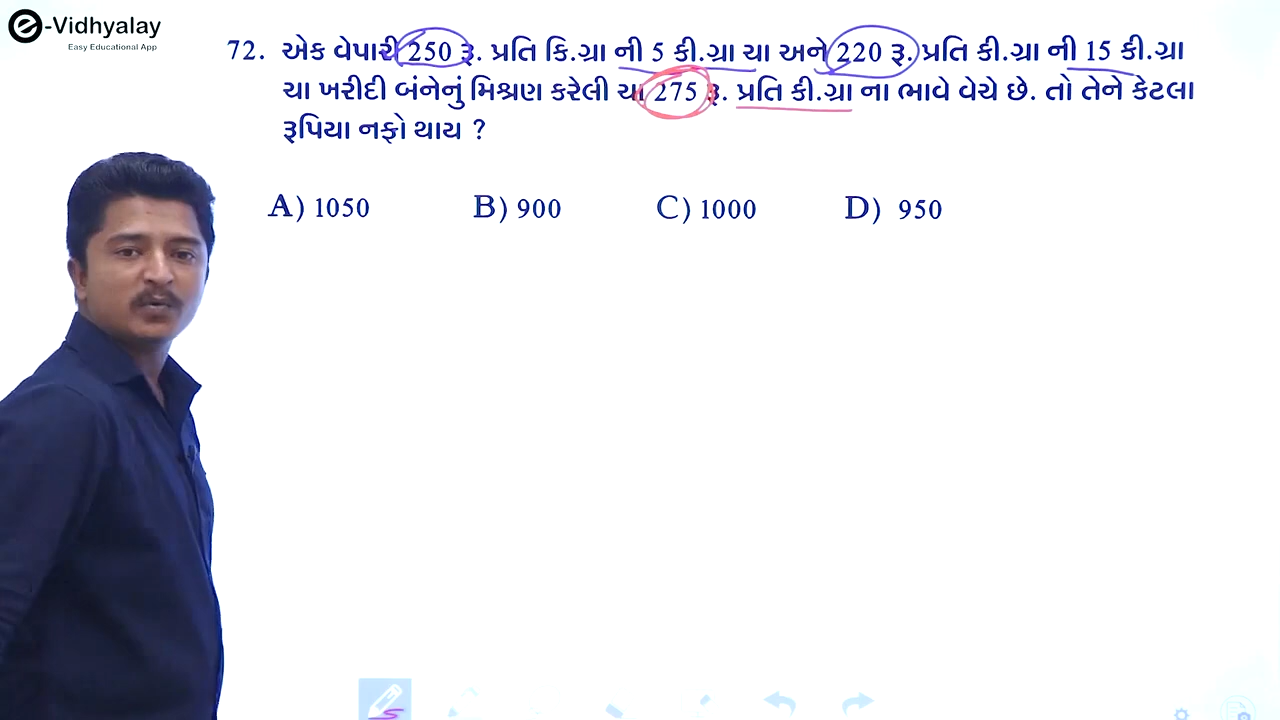 e-Vidhyalay
Easy Educational App
72. એક વેપારી 250 રૂ. પ્રતિ કિ.ગ્રા ની 5 કી.ગ્રા ચા અને 220 રૂ. પ્રતિ કી.ગ્રા ની 15 કી.ગ્રા
ચા ખરીદી બંનેનું મિશ્રણ કરેલી ચા 275 રૂ. પ્રતિ કી.ગ્રા ના ભાવે વેચે છે. તો તેને કેટલા
રૂપિયા નફો થાય ?
A) 1050 B) 900 C) 1000 D) 950